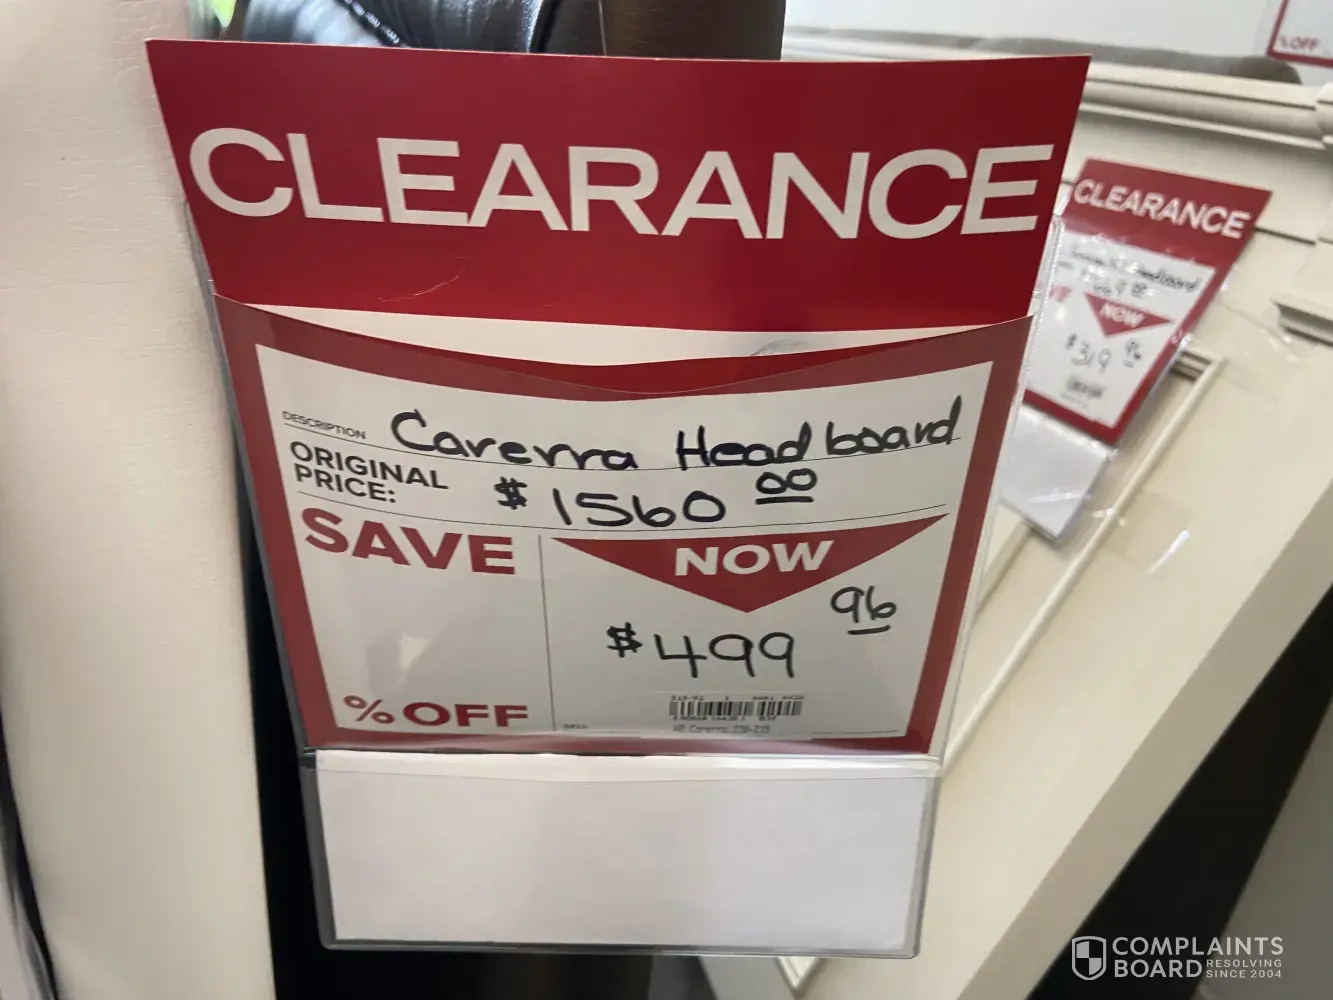 CLEARANCE
DESCRIPTION Carerra Headboard
ORIGINAL PRICE: $1560 00
SAVE
% OFF
NOW
$499 96
% OFF
CLEARANCE
NOW
$319 96
COMPLAINTS
BOARD RESOLVING SINCE 2004